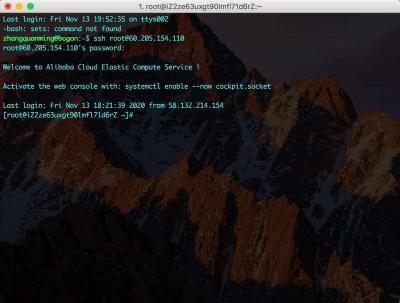 1. root@iZ2ze63uxgt90lmfl71d6rZ:~
Last login: Fri Nov 13 19:52:35 on ttys002
-bash: sets: command not found
zhangguanming@bogon:~$ ssh root@60.205.154.110
root@60.205.154.110's password:
Welcome to Alibaba Cloud Elastic Compute Service !
Activate the web console with: systemctl enable --now cockpit.socket
Last login: Fri Nov 13 18:21:39 2020 from 58.132.214.154
[root@iZ2ze63uxgt90lmfl71d6rZ ~]#